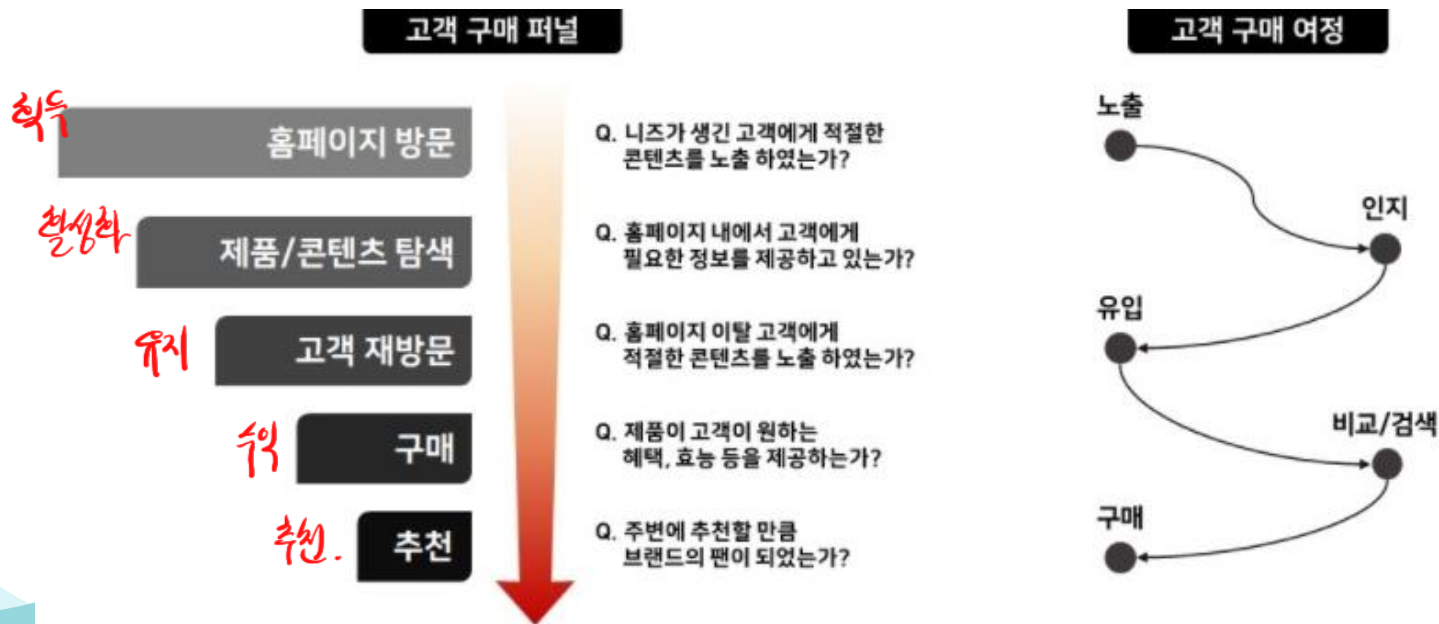 고객 구매 퍼널
획득
홈페이지 방문
Q. 니즈가 생긴 고객에게 적절한
콘텐츠를 노출 하였는가?
활성화
제품/콘텐츠 탐색
Q. 홈페이지 내에서 고객에게
필요한 정보를 제공하고 있는가?
유지
고객 재방문
Q. 홈페이지 이탈 고객에게
적절한 콘텐츠를 노출 하였는가?
수익
구매
Q. 제품이 고객이 원하는
혜택, 효능 등을 제공하는가?
추천.
추천
Q. 주변에 추천할 만큼
브랜드의 팬이 되었는가?
고객 구매 여정
노출
인지
유입
비교/검색
구매